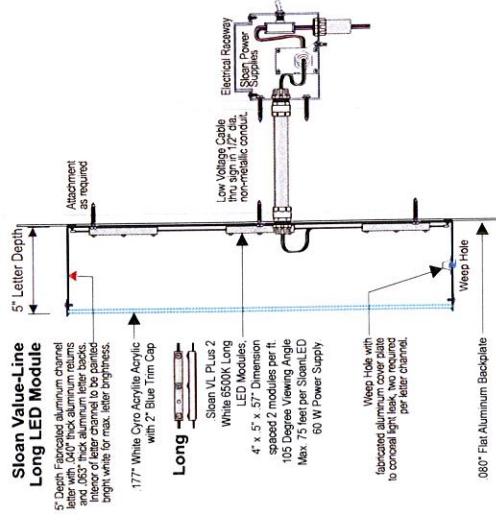 Sloan Value-Line
Long LED Module
5" Letter Depth
5" Depth Fabricated aluminum channel
letter with .040" thick aluminum returns
and .063" thick aluminum letter backs.
Interior of letter channel to be painted
bright white for max. letter brightness.
Attachment
as required
.177" White Cyro Acrylite Acrylic
with 2" Blue Trim Cap
Long
Sloan VL PLus 2
White 6500K Long
LED Modules,
4" x .5" x .57" Dimension
spaced 2 modules per ft.
105 Degree Viewing Angle
Max. 75 feet per SloanLED
60 W Power Supply
Electrical Raceway
Sloan Power
Supplies
Low Voltage Cable
thru sign in 1/2" dia.
non-metallic conduit.
Weep Hole
Weep Hole with
fabricated aluminum cover plate
to conceal light leak, two required
per letter channel.
.080" Flat Aluminum Backplate